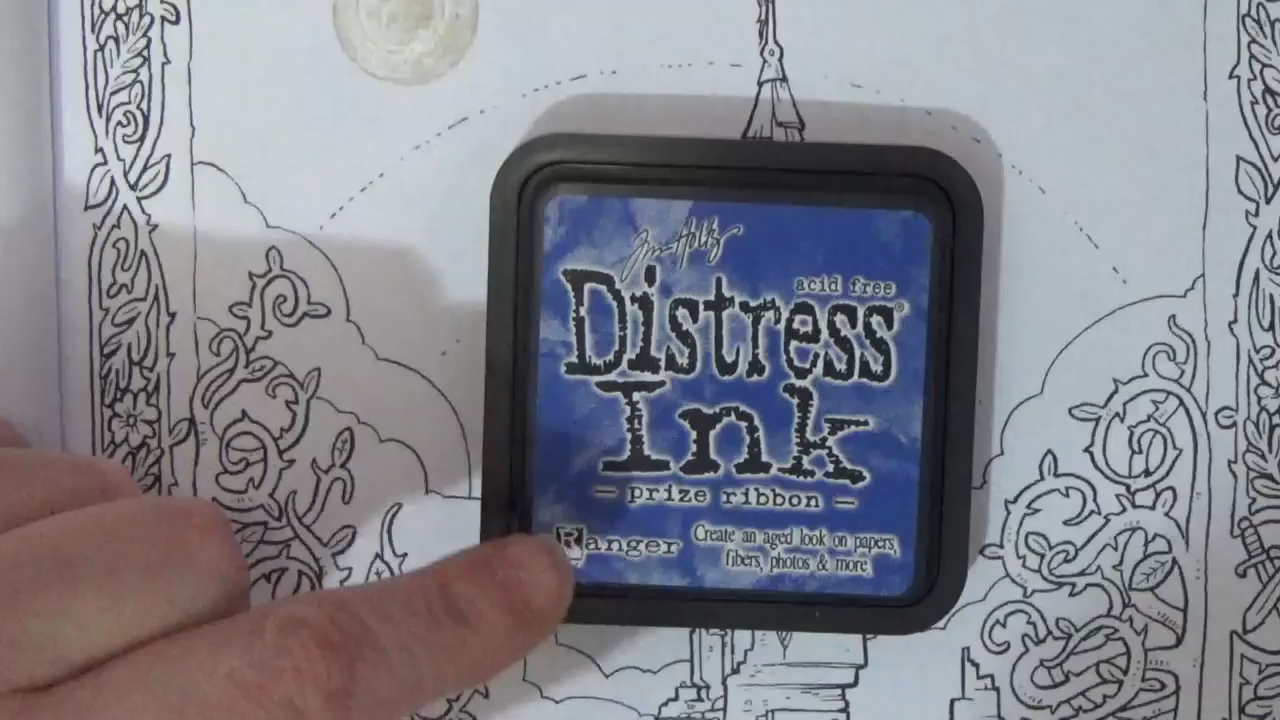 Tim Holtz
acid free
Distress®
Ink
— prize ribbon —
Ranger
Create an aged look on papers,
fibers, photos & more.